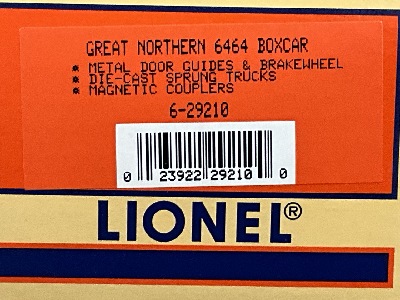 GREAT NORTHERN 6464 BOXCAR
* METAL DOOR GUIDES & BRAKEWHEEL
* DIE-CAST SPRUNG TRUCKS
* MAGNETIC COUPLERS
6-29210
0 23922 29210 0
LIONEL®